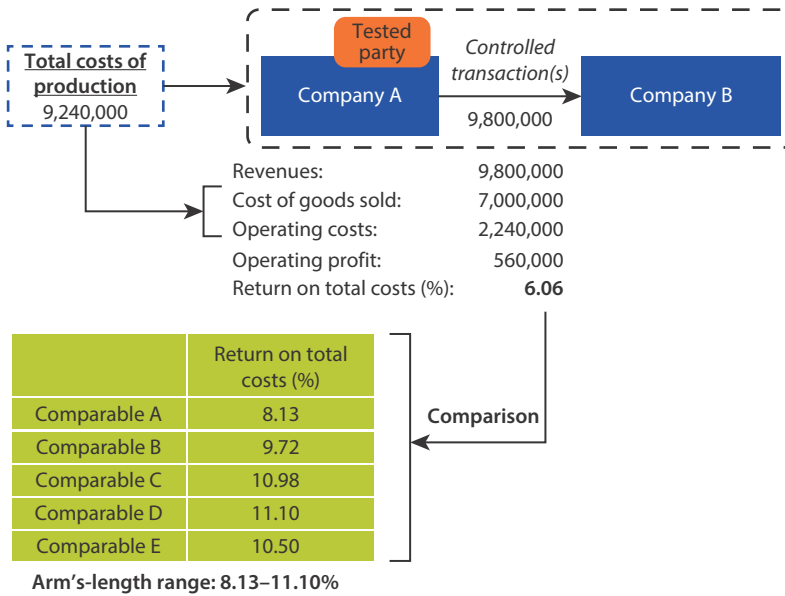 Tested
party
Total costs of
production
9,240,000
Company A
Controlled
transaction(s)
9,800,000
Company B
Revenues: 9,800,000
Cost of goods sold: 7,000,000
Operating costs: 2,240,000
Operating profit: 560,000
Return on total costs (%): 6.06
Return on total
costs (%)
Comparable A 8.13
Comparable B 9.72
Comparable C 10.98
Comparable D 11.10
Comparable E 10.50
Comparison
Arm's-length range: 8.13–11.10%